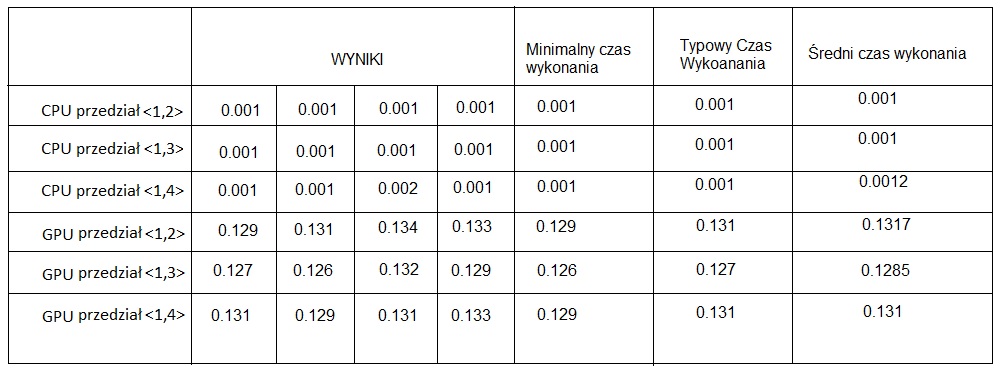 WYNIKI Minimalny czas wykonania Typowy Czas Wykoanania Średni czas wykonania
CPU przedział <1,2> 0.001 0.001 0.001 0.001 0.001 0.001 0.001
CPU przedział <1,3> 0.001 0.001 0.001 0.001 0.001 0.001 0.001
CPU przedział <1,4> 0.001 0.001 0.002 0.001 0.001 0.001 0.0012
GPU przedział <1,2> 0.129 0.131 0.134 0.133 0.129 0.131 0.1317
GPU przedział <1,3> 0.127 0.126 0.132 0.129 0.126 0.127 0.1285
GPU przedział <1,4> 0.131 0.129 0.131 0.133 0.129 0.131 0.131